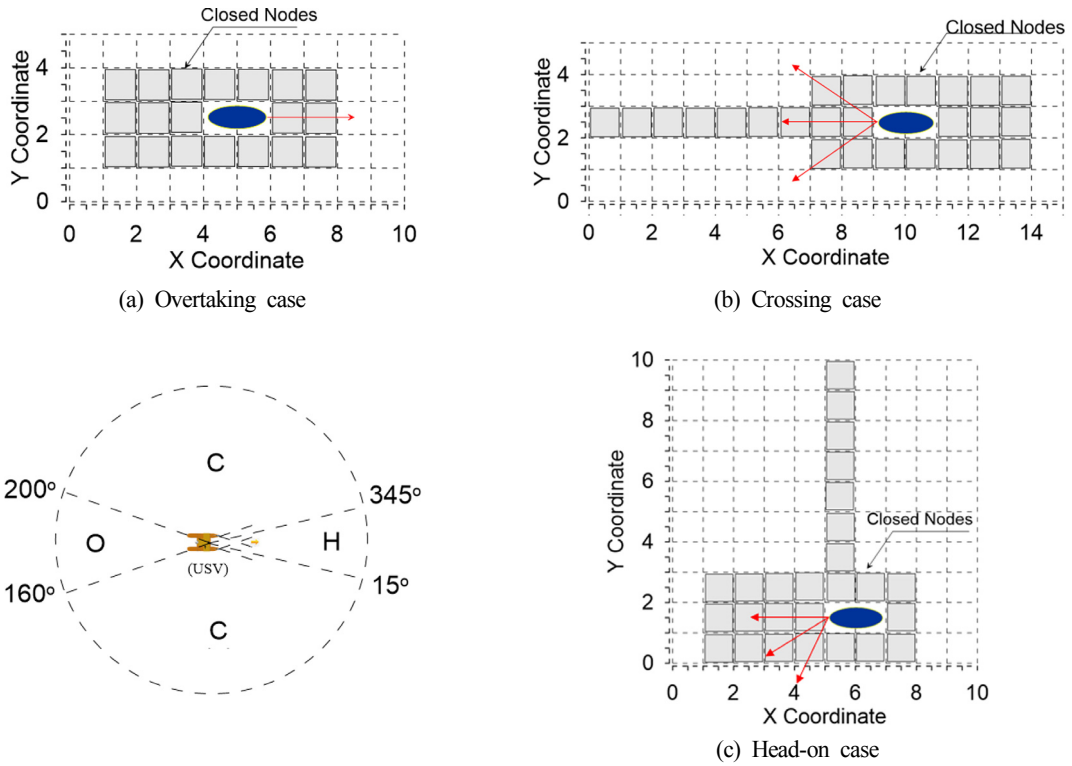 Closed Nodes
4
2
0
Y Coordinate
0 2 4 6 8 10
X Coordinate
(a) Overtaking case
Closed Nodes
4
2
0
Y Coordinate
0 2 4 6 8 10 12 14
X Coordinate
(b) Crossing case
C
200°
345°
O
H
(USV)
160°
15°
C
10
8
6
4
2
0
Y Coordinate
Closed Nodes
0 2 4 6 8 10
X Coordinate
(c) Head-on case